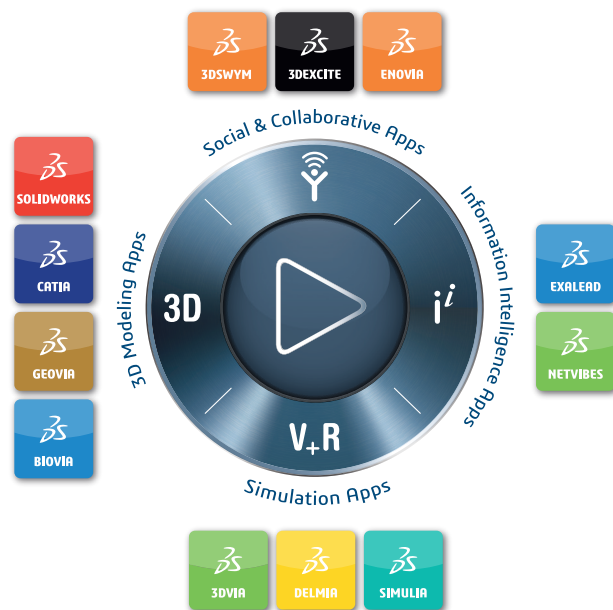 3DSWYM
3DEXCITE
ENOVIA
Social & Collaborative Apps
SOLIDWORKS
CATIA
GEOVIA
BIOVIA
3D Modeling Apps
3D
i i
Information Intelligence Apps
EXALEAD
NETVIBES
V+R
Simulation Apps
3DVIA
DELMIA
SIMULIA